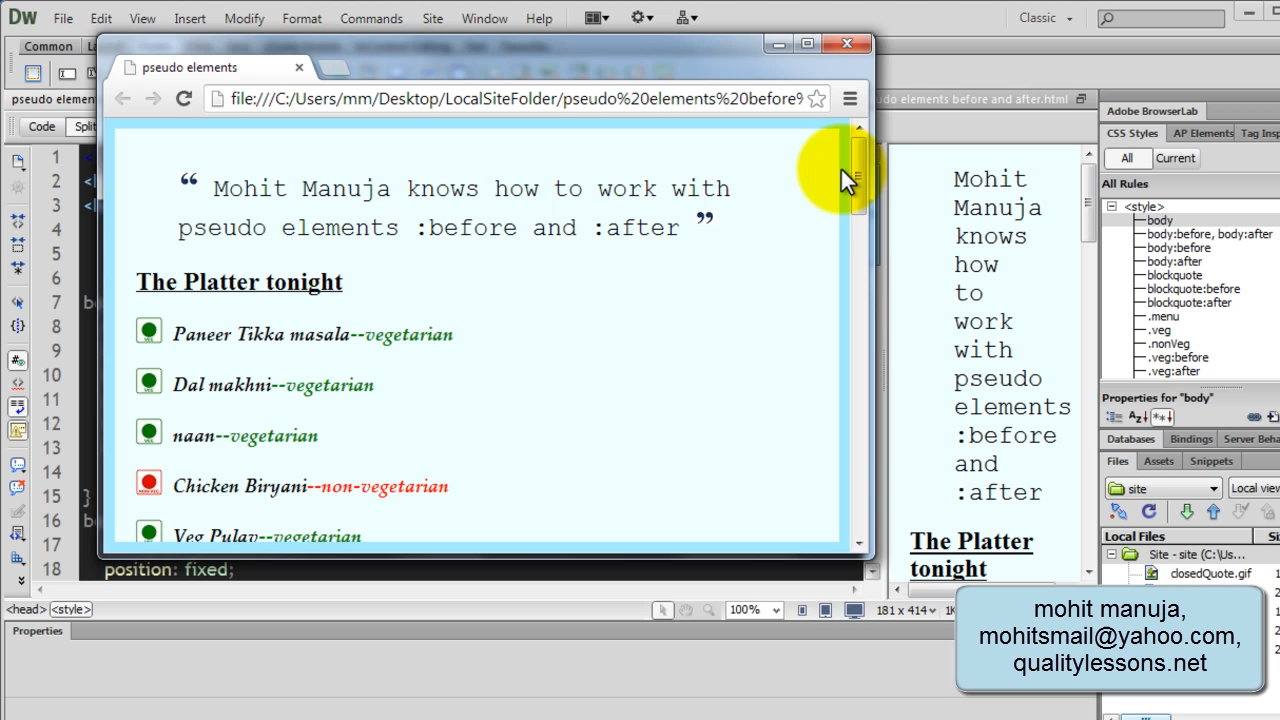 Dw File Edit View Insert Modify Format Commands Site Window Help Classic
Common
pseudo elements
file:///C:/Users/mm/Desktop/LocalSiteFolder/pseudo%20elements%20before%
elements before and after.html
Code Split
“ Mohit Manuja knows how to work with
pseudo elements :before and :after ”
The Platter tonight
Paneer Tikka masala--vegetarian
Dal makhni--vegetarian
naan--vegetarian
Chicken Biryani--non-vegetarian
Veg Pulav--vegetarian
1
2
3
4
5
6
7
8
9
10
11
12
13
14
15 }
16
17
18 position: fixed;
Mohit
Manuja
knows
how
to
work
with
pseudo
elements
:before
and
:after
The Platter
tonight
Adobe BrowserLab
CSS Styles AP Elements Tag Insp
All Current
All Rules
<style>
body
body:before, body:after
body:before
body:after
blockquote
blockquote:before
blockquote:after
.menu
.veg
.nonVeg
.veg:before
.veg:after
Properties for "body"
Databases Bindings Server Beha
Files Assets Snippets
site Local view
Local Files
Site - site (C:\Us...
closedQuote.gif
<head> <style> 100% 181 x 414
Properties
mohit manuja,
mohitsmail@yahoo.com,
qualitylessons.net